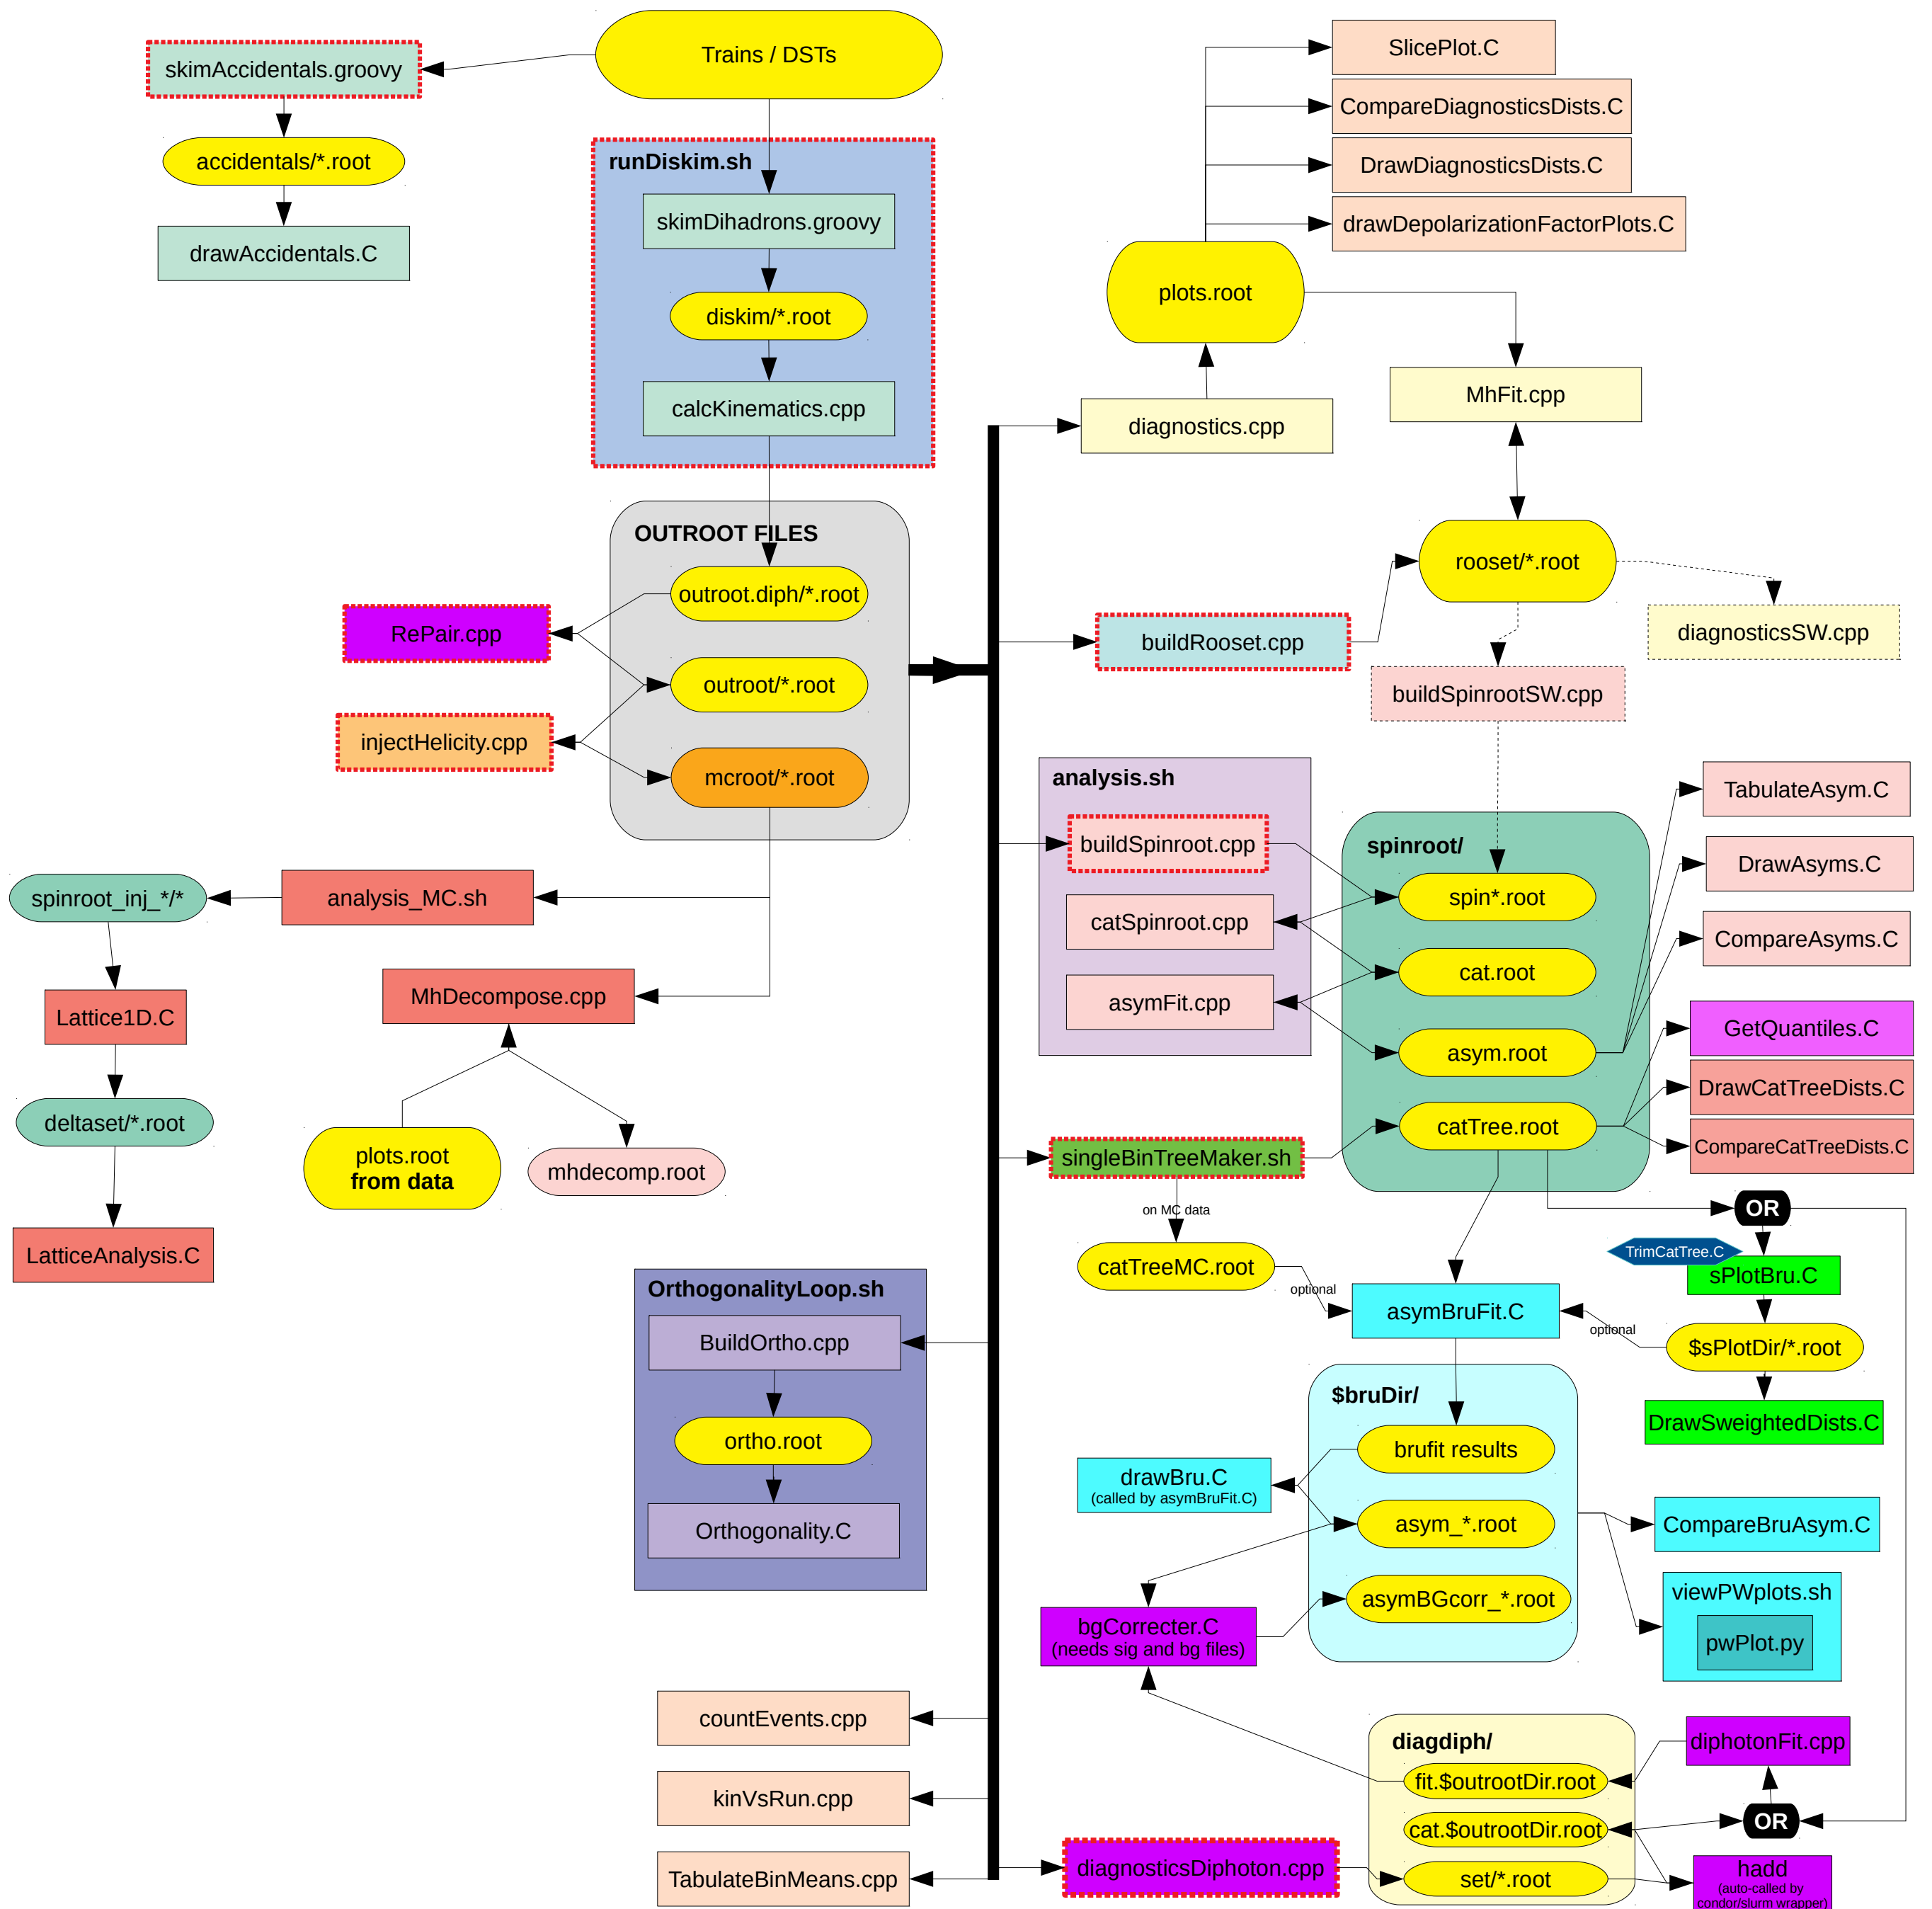 Trains / DSTs
skimAccidentals.groovy
accidentals/*.root
drawAccidentals.C
runDiskim.sh
skimDihadrons.groovy
diskim/*.root
calcKinematics.cpp
OUTROOT FILES
outroot.diph/*.root
RePair.cpp
outroot/*.root
injectHelicity.cpp
mcroot/*.root
analysis_MC.sh
spinroot_inj_*/*
Lattice1D.C
deltaset/*.root
LatticeAnalysis.C
MhDecompose.cpp
plots.root
from data
mhdecomp.root
OrthogonalityLoop.sh
BuildOrtho.cpp
ortho.root
Orthogonality.C
countEvents.cpp
kinVsRun.cpp
TabulateBinMeans.cpp
SlicePlot.C
CompareDiagnosticsDists.C
DrawDiagnosticsDists.C
drawDepolarizationFactorPlots.C
plots.root
MhFit.cpp
diagnostics.cpp
rooset/*.root
diagnosticsSW.cpp
buildRooset.cpp
buildSpinrootSW.cpp
analysis.sh
buildSpinroot.cpp
catSpinroot.cpp
asymFit.cpp
spinroot/
spin*.root
cat.root
asym.root
catTree.root
TabulateAsym.C
DrawAsyms.C
CompareAsyms.C
GetQuantiles.C
DrawCatTreeDists.C
CompareCatTreeDists.C
singleBinTreeMaker.sh
on MC data
catTreeMC.root
optional
asymBruFit.C
OR
TrimCatTree.C
sPlotBru.C
optional
$sPlotDir/*.root
DrawSweightedDists.C
$bruDir/
brufit results
asym_*.root
asymBGcorr_*.root
drawBru.C
(called by asymBruFit.C)
CompareBruAsym.C
viewPWplots.sh
pwPlot.py
bgCorrecter.C
(needs sig and bg files)
diagdiph/
fit.$outrootDir.root
cat.$outrootDir.root
set/*.root
diphotonFit.cpp
OR
diagnosticsDiphoton.cpp
hadd
(auto-called by
condor/slurm wrapper)